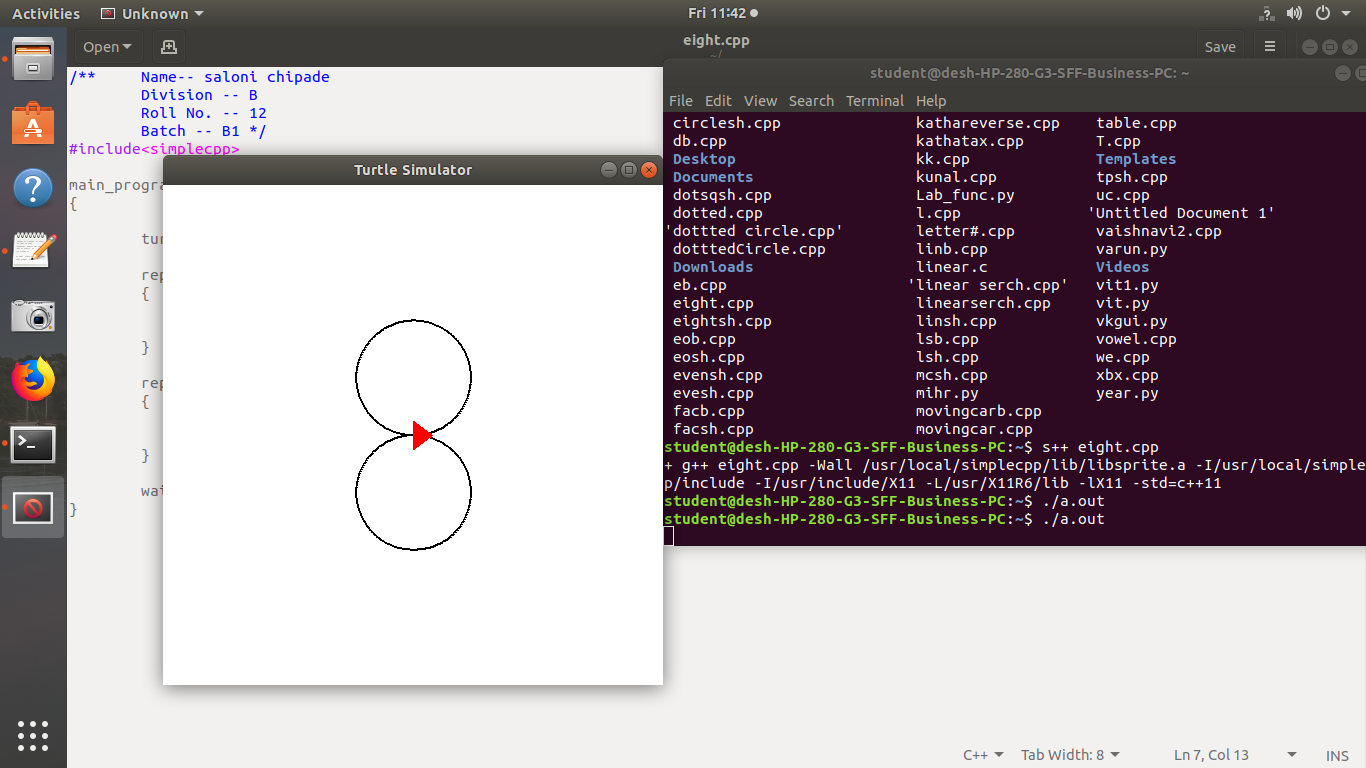 Activities Unknown Fri 11:42
Open eight.cpp Save
~/
/** Name-- saloni chipade
Division -- B
Roll No. -- 12
Batch -- B1 */
#include<simplecpp>
main_progra
{
tur
rep
{
}
rep
{
}
wai
}
Turtle Simulator
student@desh-HP-280-G3-SFF-Business-PC: ~
File Edit View Search Terminal Help
circlesh.cpp kathareverse.cpp table.cpp
db.cpp kathatax.cpp T.cpp
Desktop kk.cpp Templates
Documents kunal.cpp tpsh.cpp
dotsqsh.cpp Lab_func.py uc.cpp
dotted.cpp l.cpp 'Untitled Document 1'
'dottted circle.cpp' letter#.cpp vaishnavi2.cpp
dotttedCircle.cpp linb.cpp varun.py
Downloads linear.c Videos
eb.cpp 'linear serch.cpp' vit1.py
eight.cpp linearserch.cpp vit.py
eightsh.cpp linsh.cpp vkgui.py
eob.cpp lsb.cpp vowel.cpp
eosh.cpp lsh.cpp we.cpp
evensh.cpp mcsh.cpp xbx.cpp
evesh.cpp mihr.py year.py
facb.cpp movingcarb.cpp
facsh.cpp movingcar.cpp
student@desh-HP-280-G3-SFF-Business-PC:~$ s++ eight.cpp
+ g++ eight.cpp -Wall /usr/local/simplecpp/lib/libsprite.a -I/usr/local/simple
p/include -I/usr/include/X11 -L/usr/X11R6/lib -lX11 -std=c++11
student@desh-HP-280-G3-SFF-Business-PC:~$ ./a.out
student@desh-HP-280-G3-SFF-Business-PC:~$ ./a.out
C++ Tab Width: 8 Ln 7, Col 13 INS